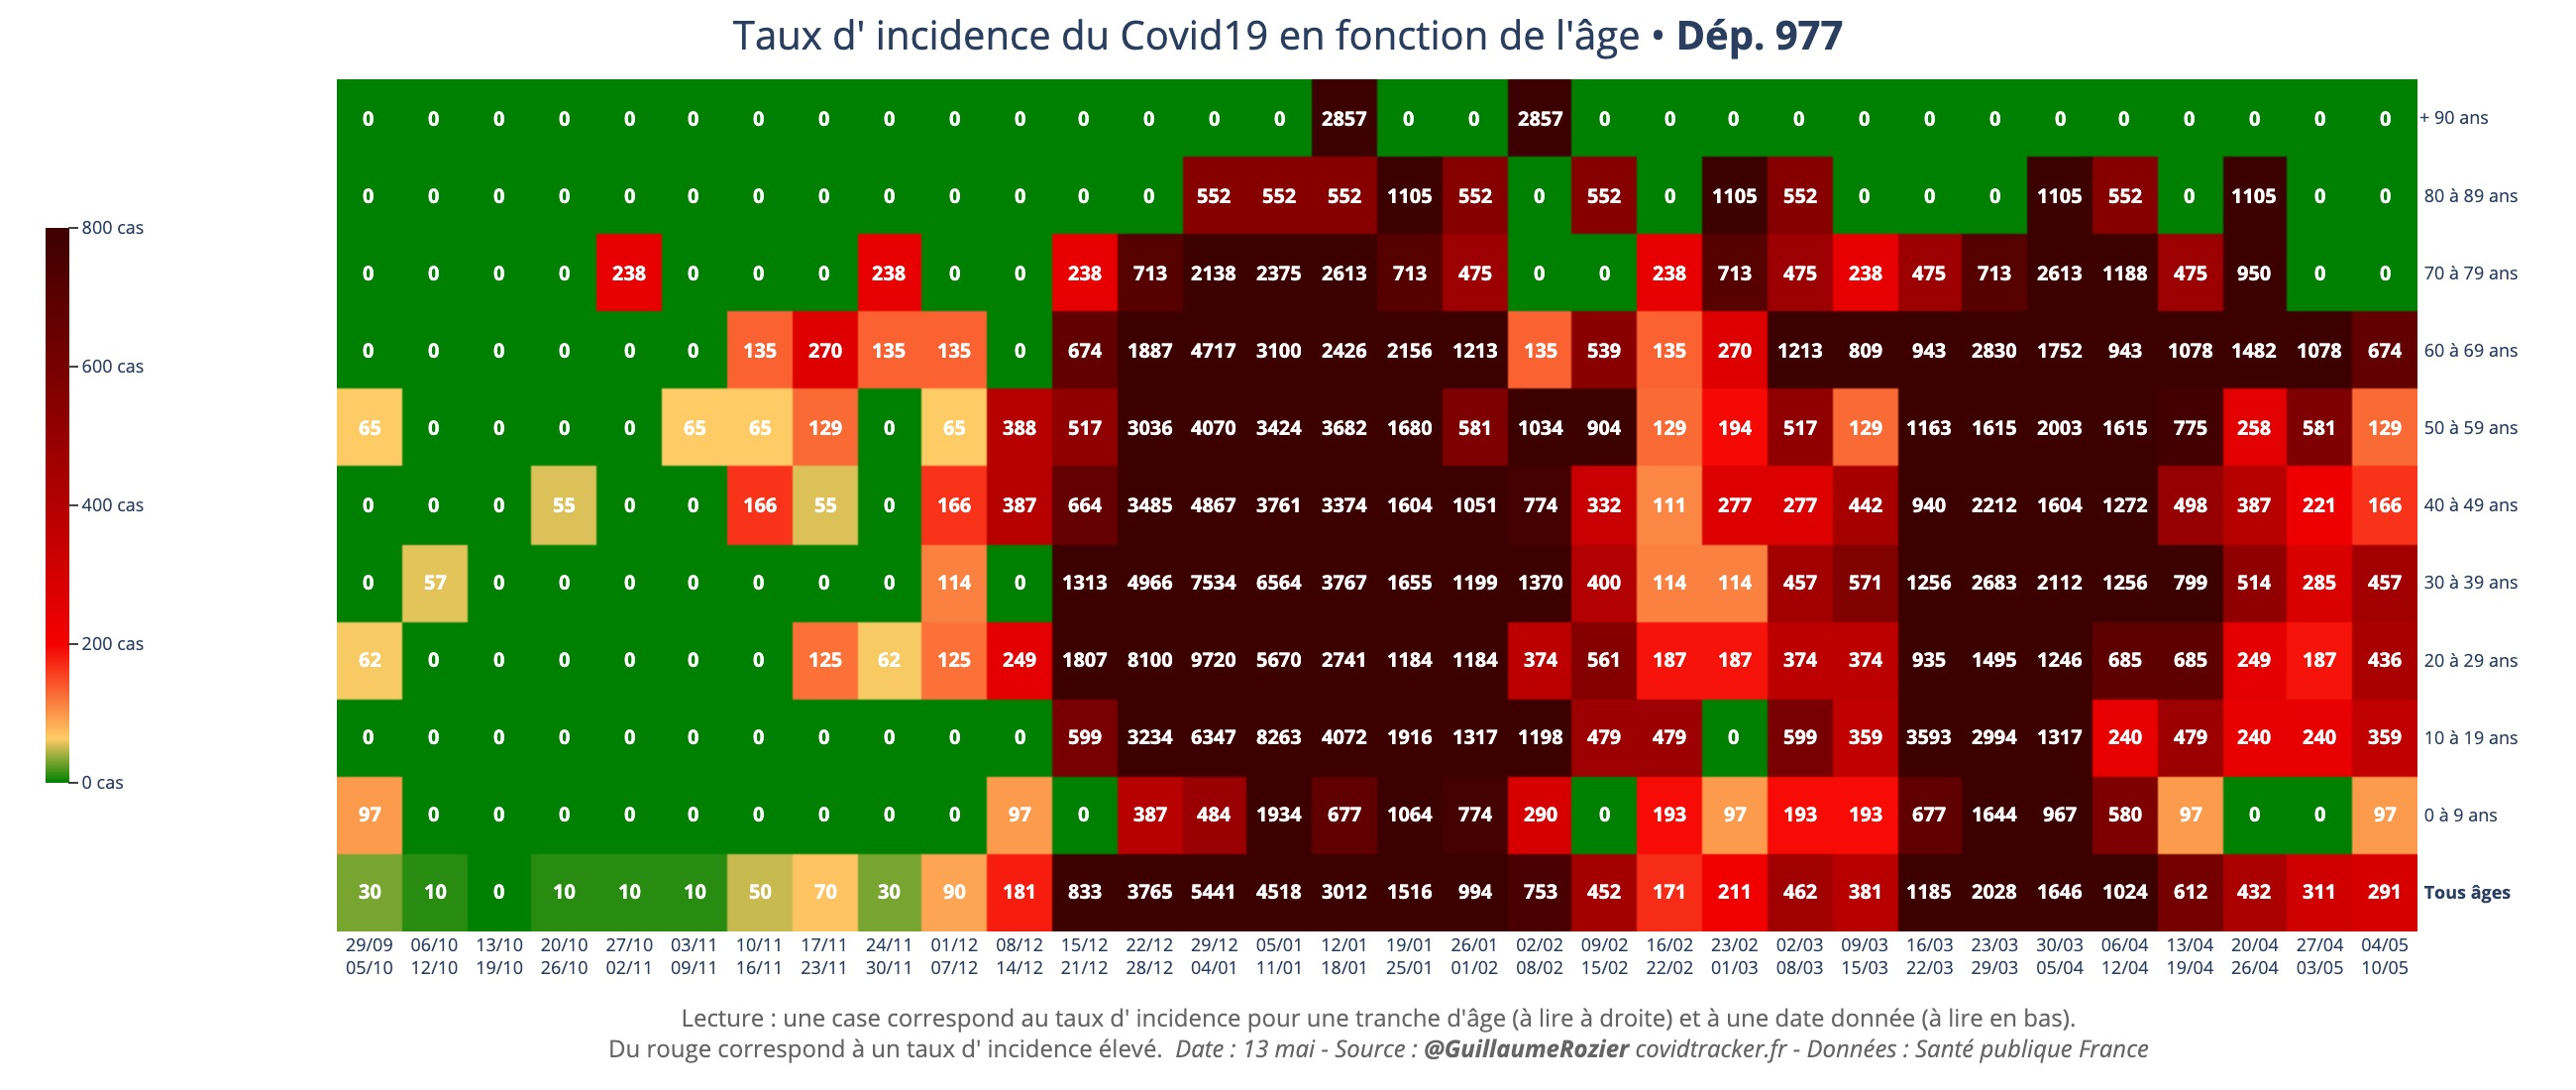 Taux d' incidence du Covid19 en fonction de l'âge • Dép. 977
800 cas
600 cas
400 cas
200 cas
0 cas
0 0 0 0 0 0 0 0 0 0 0 0 0 0 0 2857 0 0 2857 0 0 0 0 0 0 0 0 0 0 0 0 0 + 90 ans
0 0 0 0 0 0 0 0 0 0 0 0 0 552 552 552 1105 552 0 552 0 1105 552 0 0 0 1105 552 0 1105 0 0 80 à 89 ans
0 0 0 0 238 0 0 0 238 0 0 238 713 2138 2375 2613 713 475 0 0 238 713 475 238 475 713 2613 1188 475 950 0 0 70 à 79 ans
0 0 0 0 0 0 135 270 135 135 0 674 1887 4717 3100 2426 2156 1213 135 539 135 270 1213 809 943 2830 1752 943 1078 1482 1078 674 60 à 69 ans
65 0 0 0 0 65 65 129 0 65 388 517 3036 4070 3424 3682 1680 581 1034 904 129 194 517 129 1163 1615 2003 1615 775 258 581 129 50 à 59 ans
0 0 0 55 0 0 166 55 0 166 387 664 3485 4867 3761 3374 1604 1051 774 332 111 277 277 442 940 2212 1604 1272 498 387 221 166 40 à 49 ans
0 57 0 0 0 0 0 0 0 114 0 1313 4966 7534 6564 3767 1655 1199 1370 400 114 114 457 571 1256 2683 2112 1256 799 514 285 457 30 à 39 ans
62 0 0 0 0 0 0 125 62 125 249 1807 8100 9720 5670 2741 1184 1184 374 561 187 187 374 374 935 1495 1246 685 685 249 187 436 20 à 29 ans
0 0 0 0 0 0 0 0 0 0 0 599 3234 6347 8263 4072 1916 1317 1198 479 479 0 599 359 3593 2994 1317 240 479 240 240 359 10 à 19 ans
97 0 0 0 0 0 0 0 0 0 97 0 387 484 1934 677 1064 774 290 0 193 97 193 193 677 1644 967 580 97 0 0 97 0 à 9 ans
30 10 0 10 10 10 50 70 30 90 181 833 3765 5441 4518 3012 1516 994 753 452 171 211 462 381 1185 2028 1646 1024 612 432 311 291 Tous âges
29/09 06/10 13/10 20/10 27/10 03/11 10/11 17/11 24/11 01/12 08/12 15/12 22/12 29/12 05/01 12/01 19/01 26/01 02/02 09/02 16/02 23/02 02/03 09/03 16/03 23/03 30/03 06/04 13/04 20/04 27/04 04/05
05/10 12/10 19/10 26/10 02/11 09/11 16/11 23/11 30/11 07/12 14/12 21/12 28/12 04/01 11/01 18/01 25/01 01/02 08/02 15/02 22/02 01/03 08/03 15/03 22/03 29/03 05/04 12/04 19/04 26/04 03/05 10/05
Lecture : une case correspond au taux d' incidence pour une tranche d'âge (à lire à droite) et à une date donnée (à lire en bas).
Du rouge correspond à un taux d' incidence élevé. Date : 13 mai - Source : @GuillaumeRozier covidtracker.fr - Données : Santé publique France